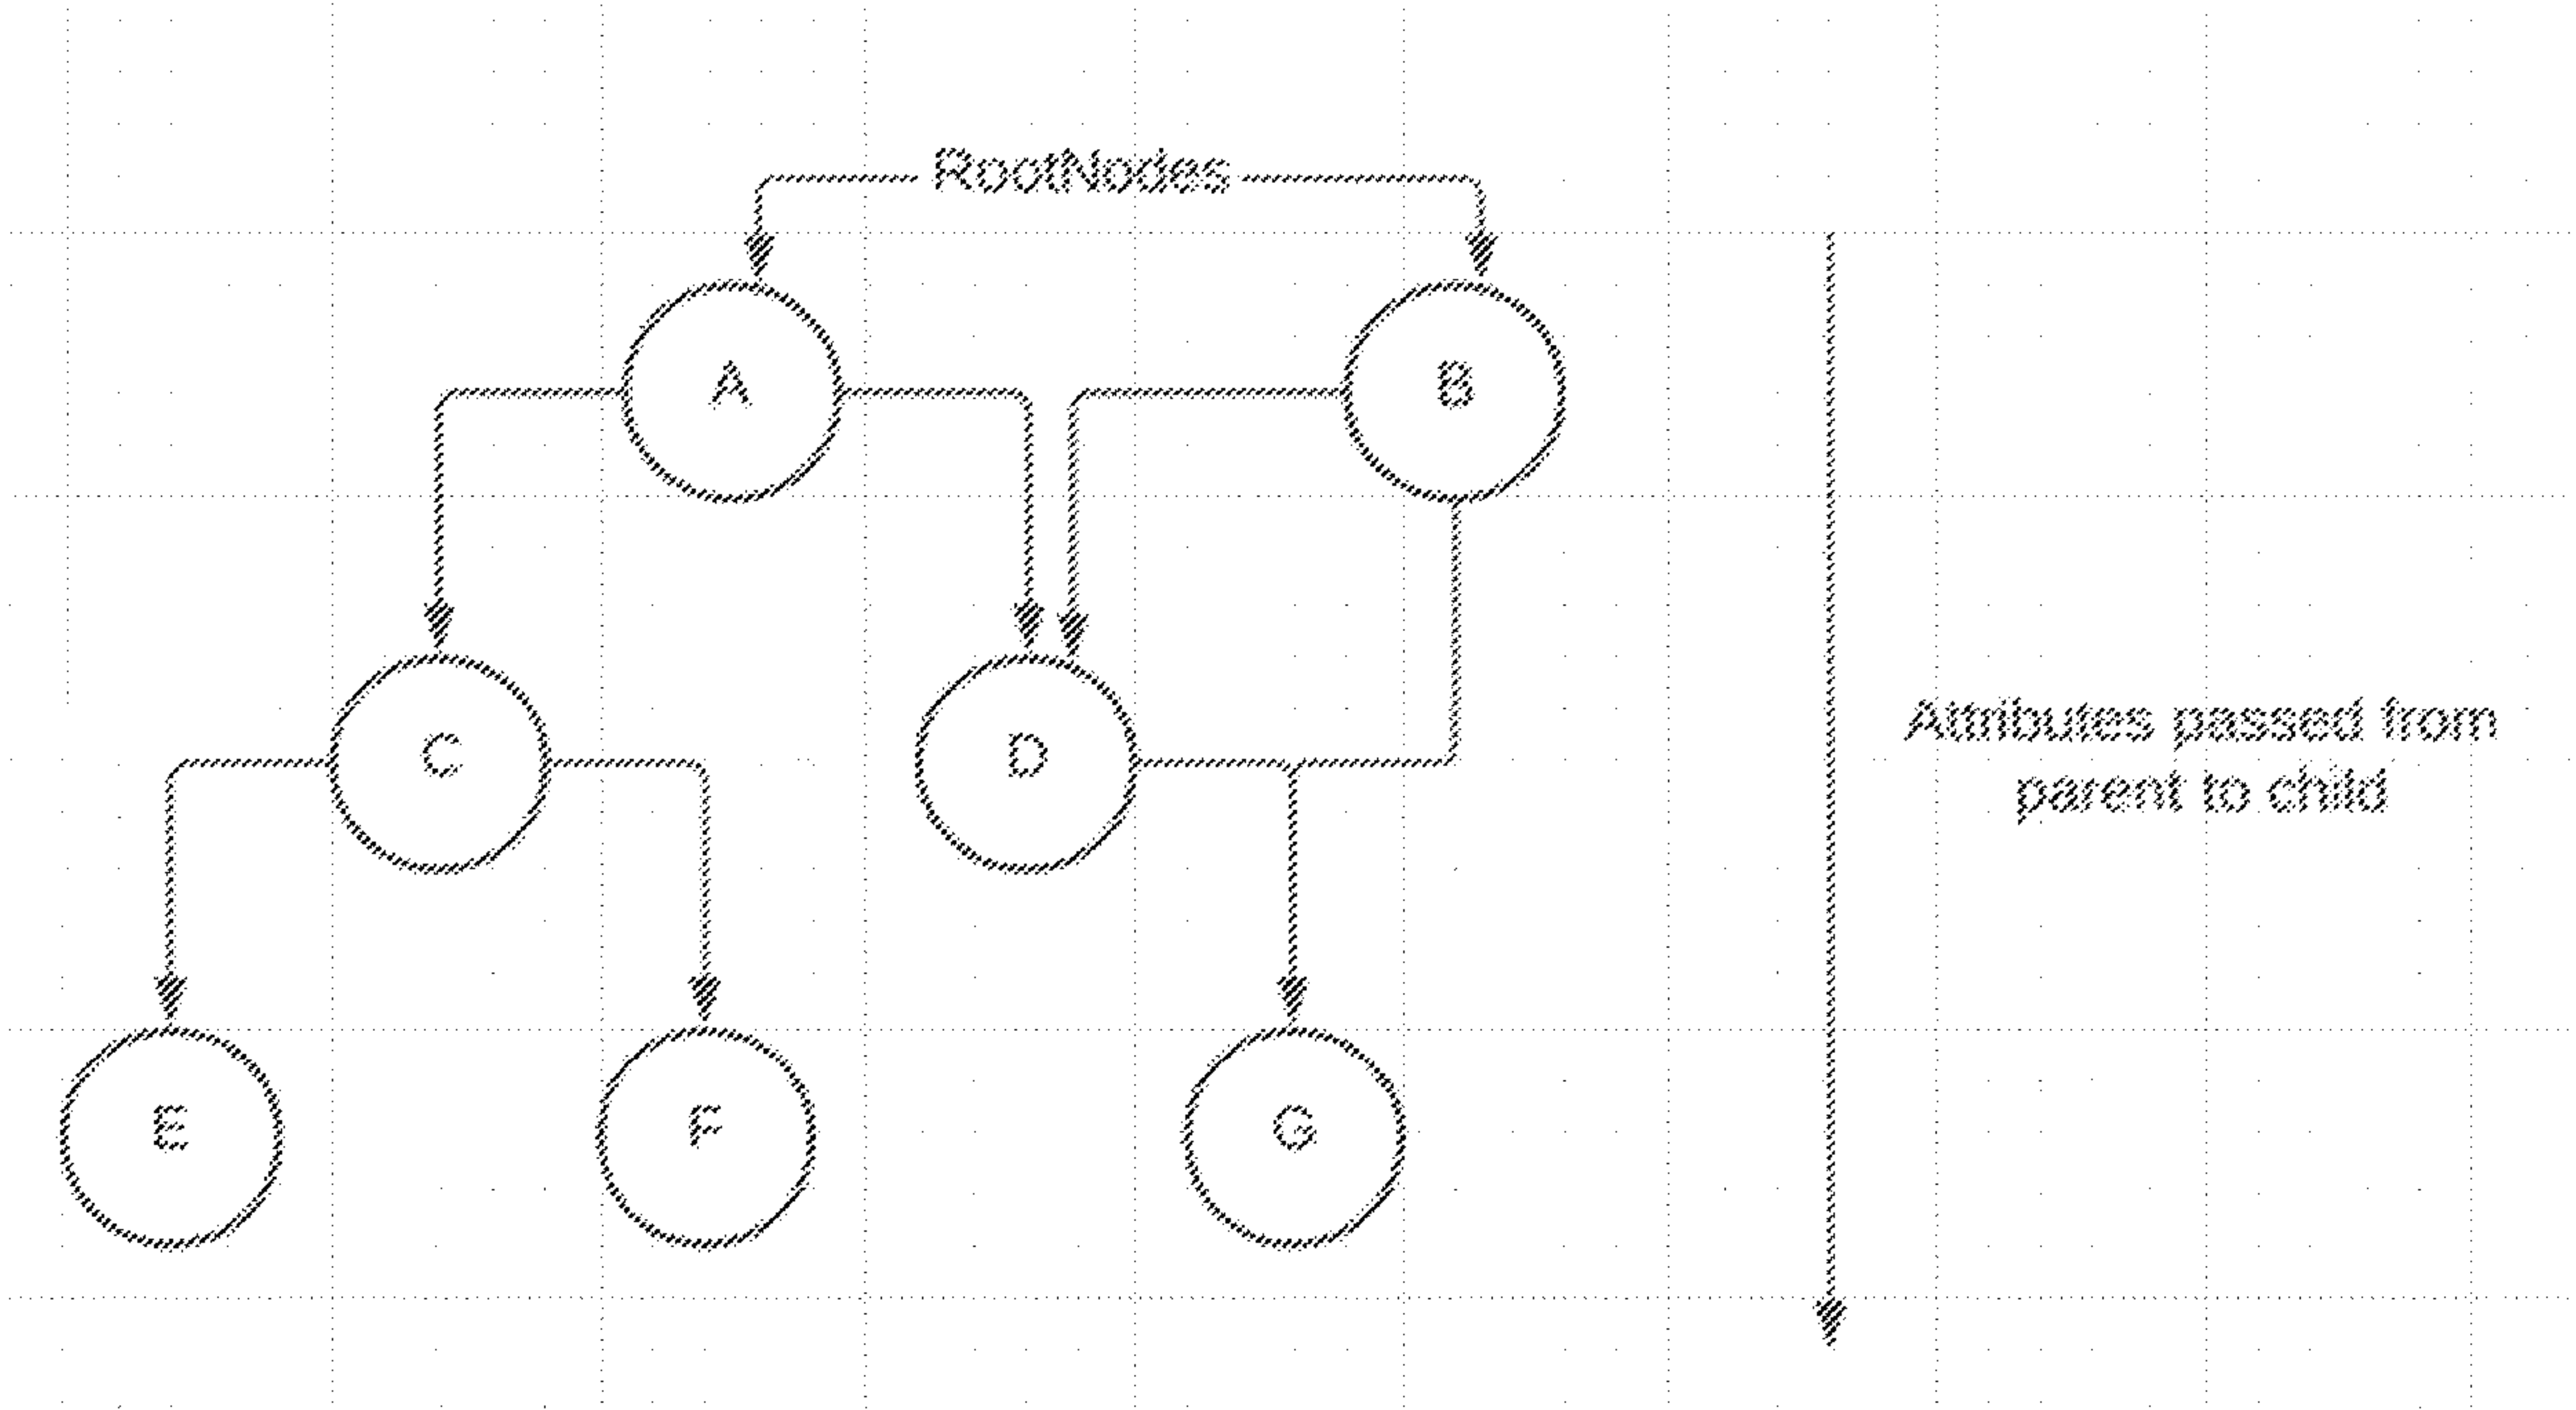 RootNodes
A
B
C
D
Attributes passed from
parent to child
E
F
G